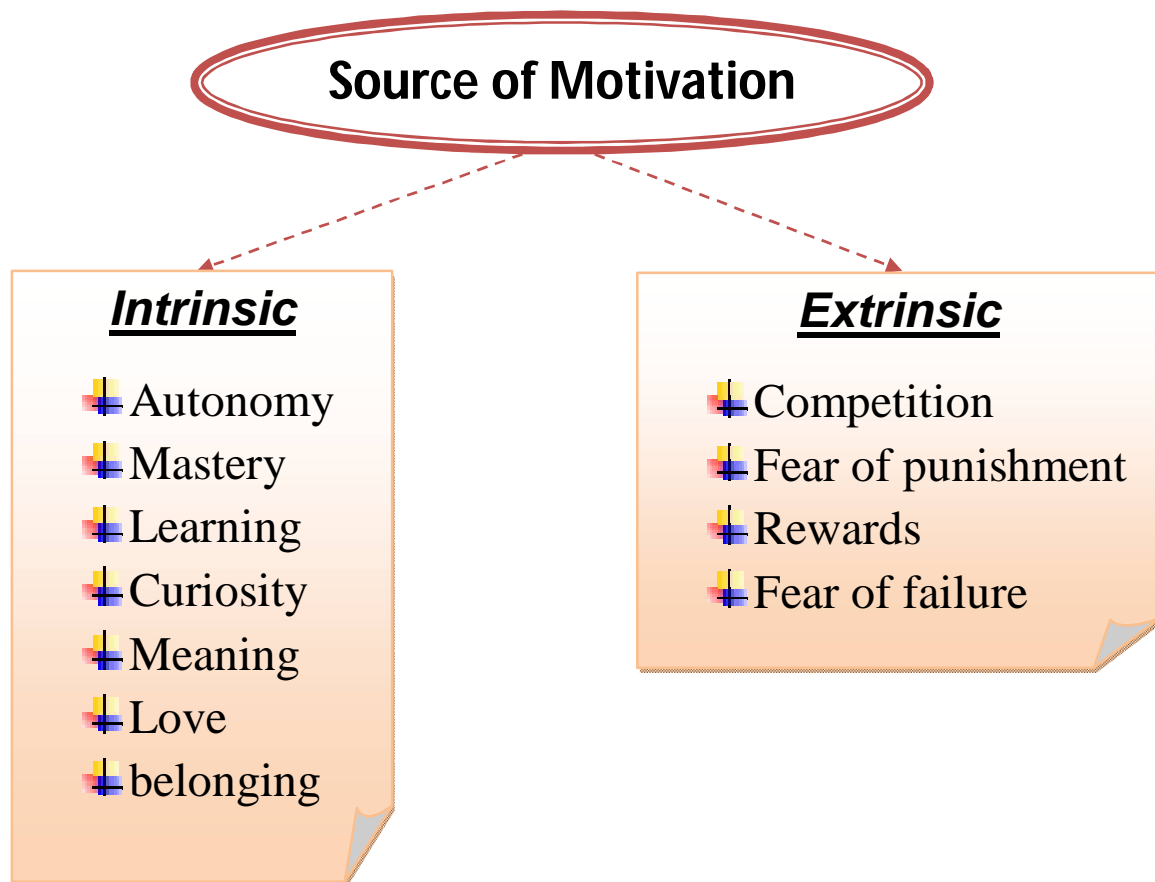 Source of Motivation
Intrinsic
Autonomy
Mastery
Learning
Curiosity
Meaning
Love
belonging
Extrinsic
Competition
Fear of punishment
Rewards
Fear of failure